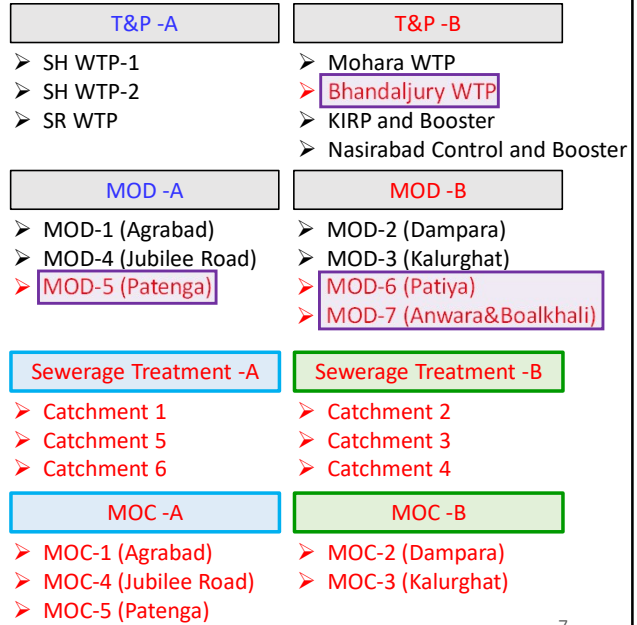 T&P -A
➢ SH WTP-1
➢ SH WTP-2
➢ SR WTP
T&P -B
➢ Mohara WTP
➢ Bhandaljury WTP
➢ KIRP and Booster
➢ Nasirabad Control and Booster
MOD -A
➢ MOD-1 (Agrabad)
➢ MOD-4 (Jubilee Road)
➢ MOD-5 (Patenga)
MOD -B
➢ MOD-2 (Dampara)
➢ MOD-3 (Kalurghat)
➢ MOD-6 (Patiya)
➢ MOD-7 (Anwara&Boalkhali)
Sewerage Treatment -A
➢ Catchment 1
➢ Catchment 5
➢ Catchment 6
Sewerage Treatment -B
➢ Catchment 2
➢ Catchment 3
➢ Catchment 4
MOC -A
➢ MOC-1 (Agrabad)
➢ MOC-4 (Jubilee Road)
➢ MOC-5 (Patenga)
MOC -B
➢ MOC-2 (Dampara)
➢ MOC-3 (Kalurghat)